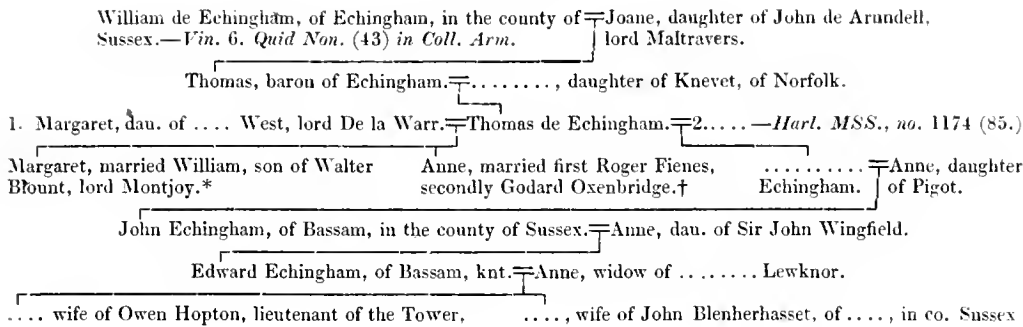 William de Echingham, of Echingham, in the county of Joane, daughter of John de Arundell,
Sussex.—Vin. 6. Quid Non. (43) in Coll. Arm. lord Maltravers.
Thomas, baron of Echingham. ........, daughter of Knevet, of Norfolk.
1. Margaret, dau. of .... West, lord De la Warr. Thomas de Echingham. 2..... —Harl. MSS., no. 1174 (85.)
Margaret, married William, son of Walter Anne, married first Roger Fienes, .......... Anne, daughter
Blount, lord Montjoy.* secondly Godard Oxenbridge.† Echingham. of Pigot.
John Echingham, of Bassam, in the county of Sussex. Anne, dau. of Sir John Wingfield.
Edward Echingham, of Bassam, knt. Anne, widow of ........ Lewknor.
.... wife of Owen Hopton, lieutenant of the Tower, ...., wife of John Blenherhasset, of ...., in co. Sussex